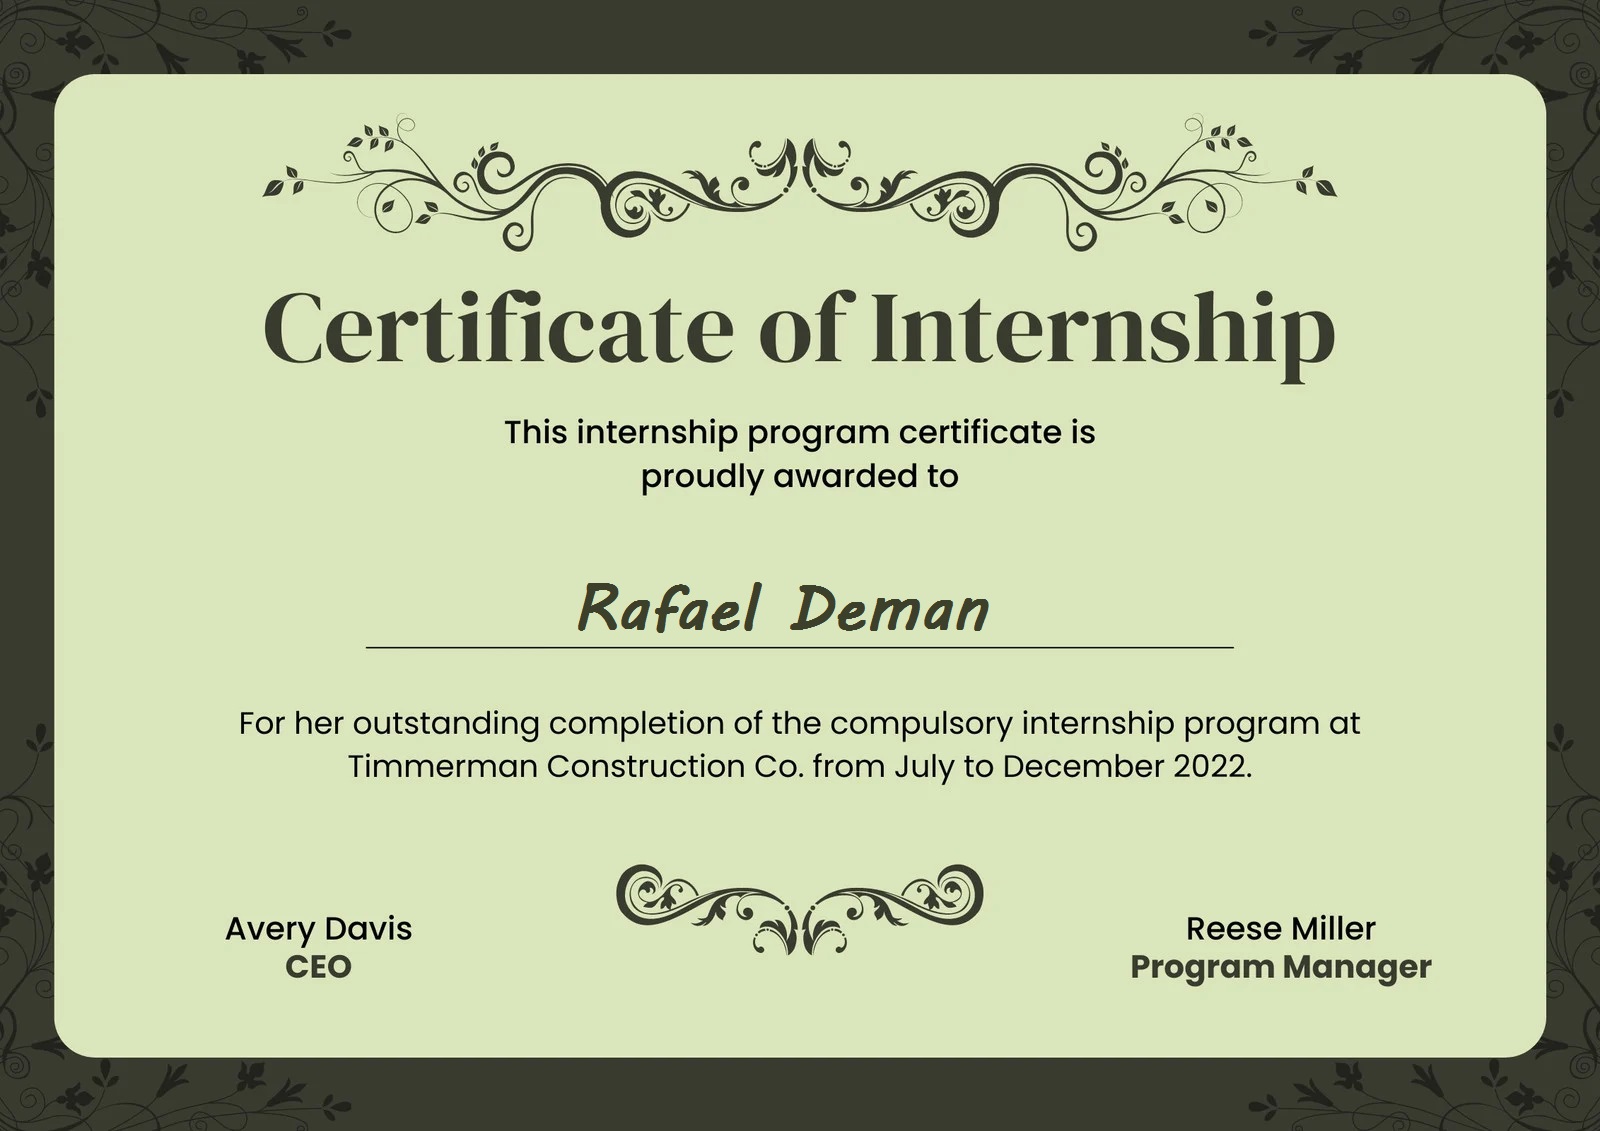 Certificate of Internship
This internship program certificate is
proudly awarded to
Rafael Deman
For her outstanding completion of the compulsory internship program at
Timmerman Construction Co. from July to December 2022.
Avery Davis
CEO
Reese Miller
Program Manager